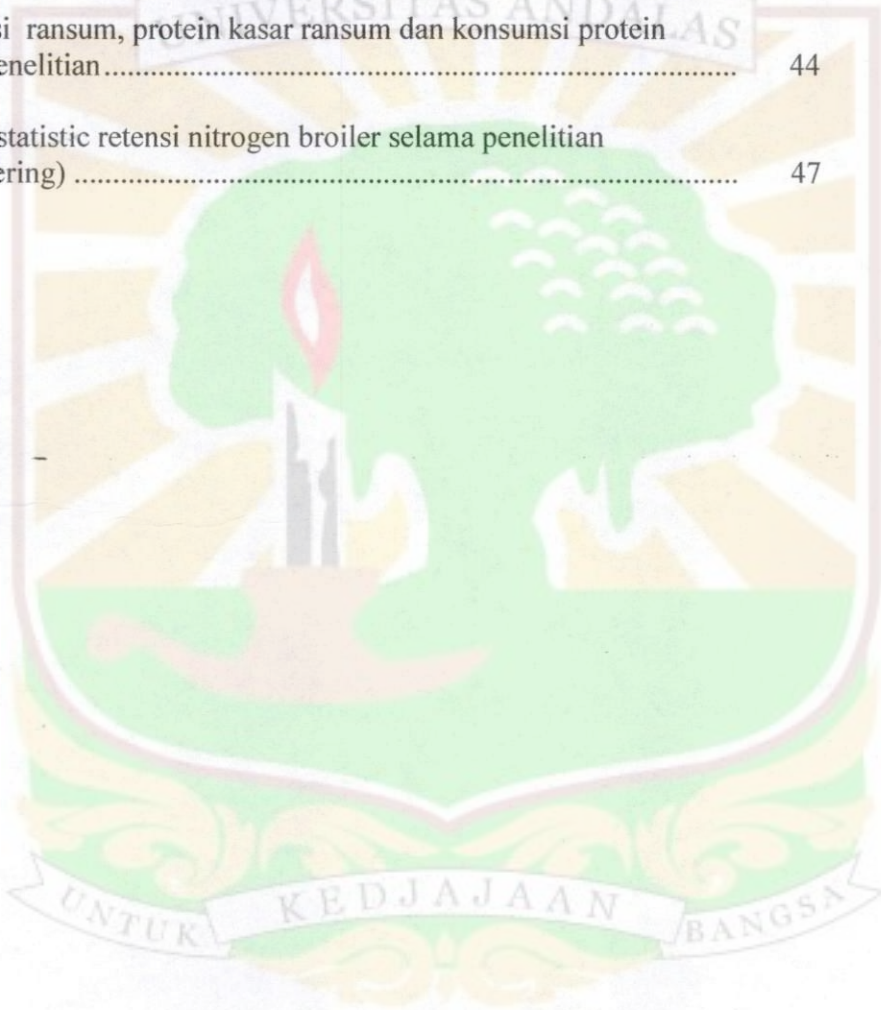 UNIVERSITAS ANDALAS
si ransum, protein kasar ransum dan konsumsi protein
enelitian........................................................................................ 44
statistic retensi nitrogen broiler selama penelitian
ering) ............................................................................................ 47
UNTUK KEDJAJAAN BANGSA